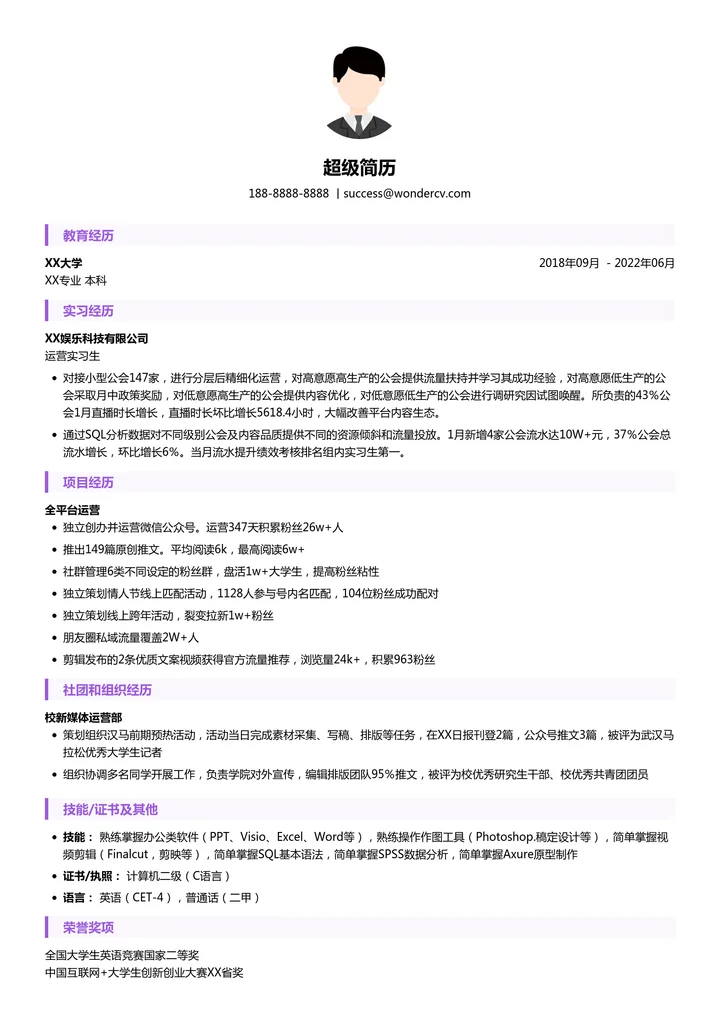 超级简历
188-8888-8888 | success@wondercv.com
教育经历
XX大学 2018年09月 - 2022年06月
XX专业 本科
实习经历
XX娱乐科技有限公司
运营实习生
• 对接小型公会147家，进行分层后精细化运营，对高意愿高生产的公会提供流量扶持并学习其成功经验，对高意愿低生产的公
会采取月中政策奖励，对低意愿高生产的公会提供内容优化，对低意愿低生产的公会进行调研究因试图唤醒。所负责的43%公
会1月直播时长增长，直播时长坏比增长5618.4小时，大幅改善平台内容生态。
• 通过SQL分析数据对不同级别公会及内容品质提供不同的资源倾斜和流量投放。1月新增4家公会流水达10W+元，37%公会总
流水增长，环比增长6%。当月流水提升绩效考核排名组内实习生第一。
项目经历
全平台运营
• 独立创办并运营微信公众号。运营347天积累粉丝26w+人
• 推出149篇原创推文。平均阅读6k，最高阅读6w+
• 社群管理6类不同设定的粉丝群，盘活1w+大学生，提高粉丝粘性
• 独立策划情人节线上匹配活动，1128人参与号内名匹配，104位粉丝成功配对
• 独立策划线上跨年活动，裂变拉新1w+粉丝
• 朋友圈私域流量覆盖2W+人
• 剪辑发布的2条优质文案视频获得官方流量推荐，浏览量24k+，积累963粉丝
社团和组织经历
校新媒体运营部
• 策划组织汉马前期预热活动，活动当日完成素材采集、写稿、排版等任务，在XX日报刊登2篇，公众号推文3篇，被评为武汉马
拉松优秀大学生记者
• 组织协调多名同学开展工作，负责学院对外宣传，编辑排版团队95%推文，被评为校优秀研究生干部、校优秀共青团团员
技能/证书及其他
• 技能： 熟练掌握办公类软件（PPT、Visio、Excel、Word等），熟练操作作图工具（Photoshop.稿定设计等），简单掌握视
频剪辑（Finalcut，剪映等），简单掌握SQL基本语法，简单掌握SPSS数据分析，简单掌握Axure原型制作
• 证书/执照： 计算机二级（C语言）
• 语言： 英语（CET-4），普通话（二甲）
荣誉奖项
全国大学生英语竞赛国家二等奖
中国互联网+大学生创新创业大赛XX省奖